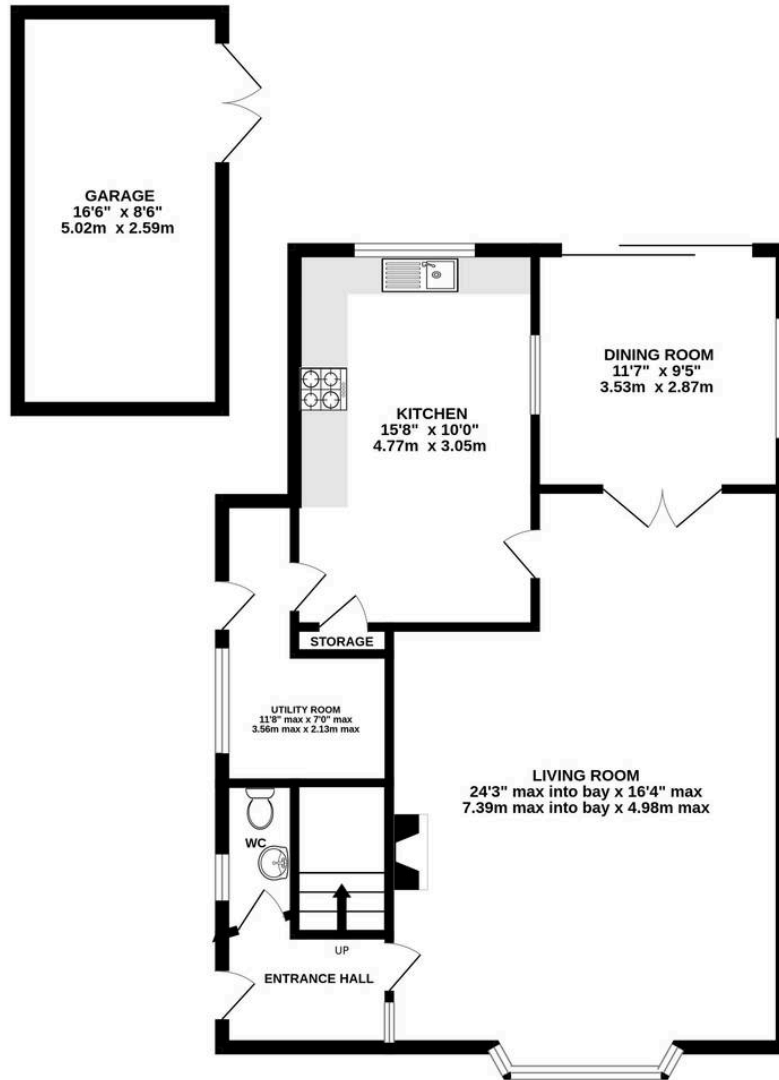 GARAGE
16'6" x 8'6"
5.02m x 2.59m
DINING ROOM
11'7" x 9'5"
3.53m x 2.87m
KITCHEN
15'8" x 10'0"
4.77m x 3.05m
STORAGE
UTILITY ROOM
11'8" max x 7'0" max
3.56m max x 2.13m max
LIVING ROOM
24'3" max into bay x 16'4" max
7.39m max into bay x 4.98m max
WC
UP
ENTRANCE HALL